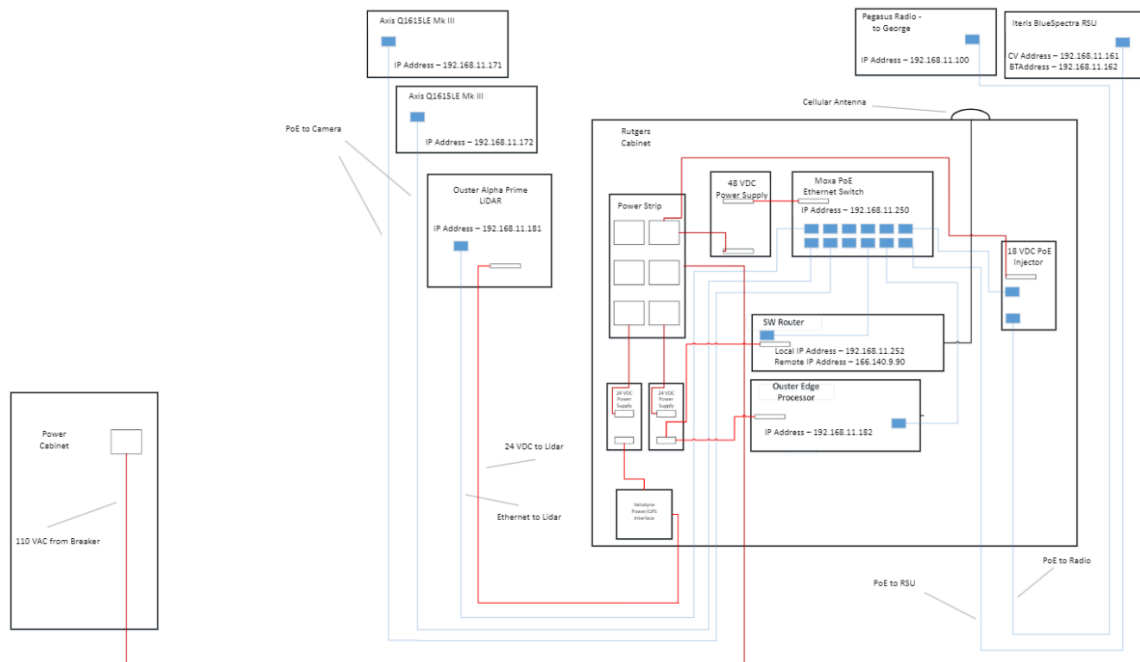 Axis Q1615LE Mk III
IP Address – 192.168.11.171
Axis Q1615LE Mk III
IP Address – 192.168.11.172
PoE to Camera
Ouster Alpha Prime
LiDAR
IP Address – 192.168.11.181
Pegasus Radio -
to George
IP Address – 192.168.11.100
Iteris BlueSpectra RSU
CV Address - 192.168.11.161
BTAddress - 192.168.11.162
Cellular Antenna
Rutgers
Cabinet
Power Strip
48 VDC
Power Supply
Moxa PoE
Ethernet Switch
IP Address – 192.168.11.250
18 VDC PoE
Injector
SW Router
Local IP Address – 192.168.11.252
Remote IP Address – 166.140.9.90
24 VDC
Power
Supply
24 VDC
Power
Supply
Ouster Edge
Processor
IP Address – 192.168.11.182
Velodyne
Power/GPS
Interface
Power
Cabinet
110 VAC from Breaker
24 VDC to Lidar
Ethernet to Lidar
PoE to RSU
PoE to Radio